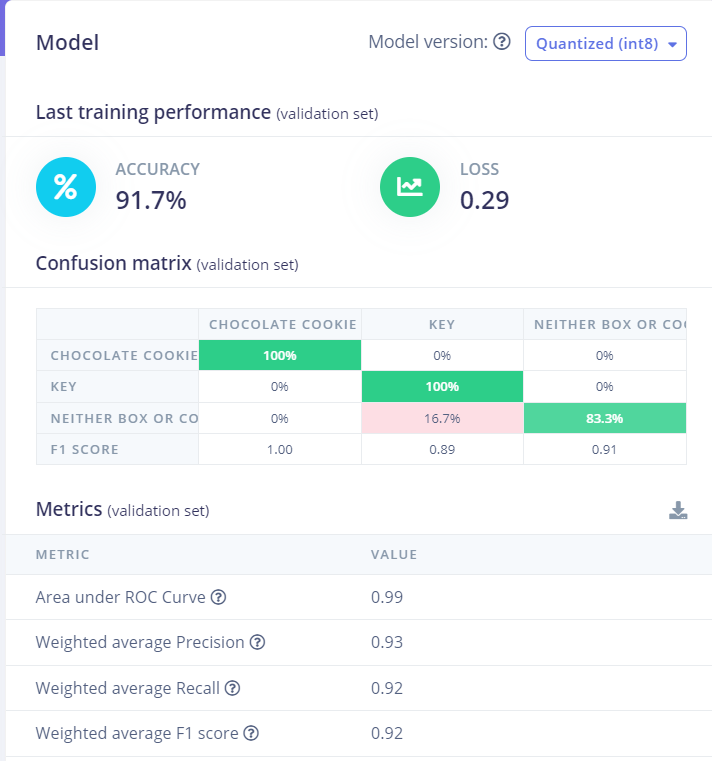 Model Model version: Quantized (int8)
Last training performance (validation set)
% ACCURACY LOSS
91.7% 0.29
Confusion matrix (validation set)
CHOCOLATE COOKIE KEY NEITHER BOX OR COO
CHOCOLATE COOKIE 100% 0% 0%
KEY 0% 100% 0%
NEITHER BOX OR CO 0% 16.7% 83.3%
F1 SCORE 1.00 0.89 0.91
Metrics (validation set)
METRIC VALUE
Area under ROC Curve 0.99
Weighted average Precision 0.93
Weighted average Recall 0.92
Weighted average F1 score 0.92